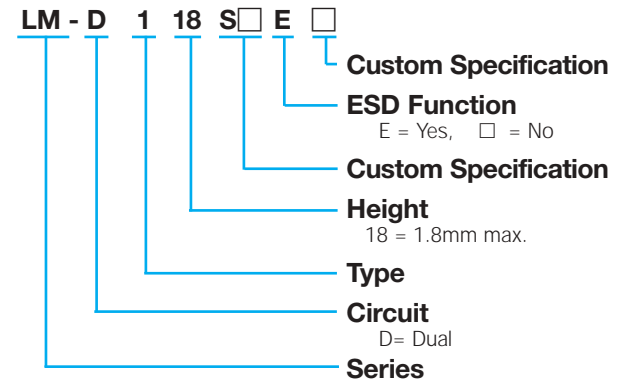 LM - D 1 18 S□ E □
Custom Specification
ESD Function
E = Yes, □ = No
Custom Specification
Height
18 = 1.8mm max.
Type
Circuit
D= Dual
Series